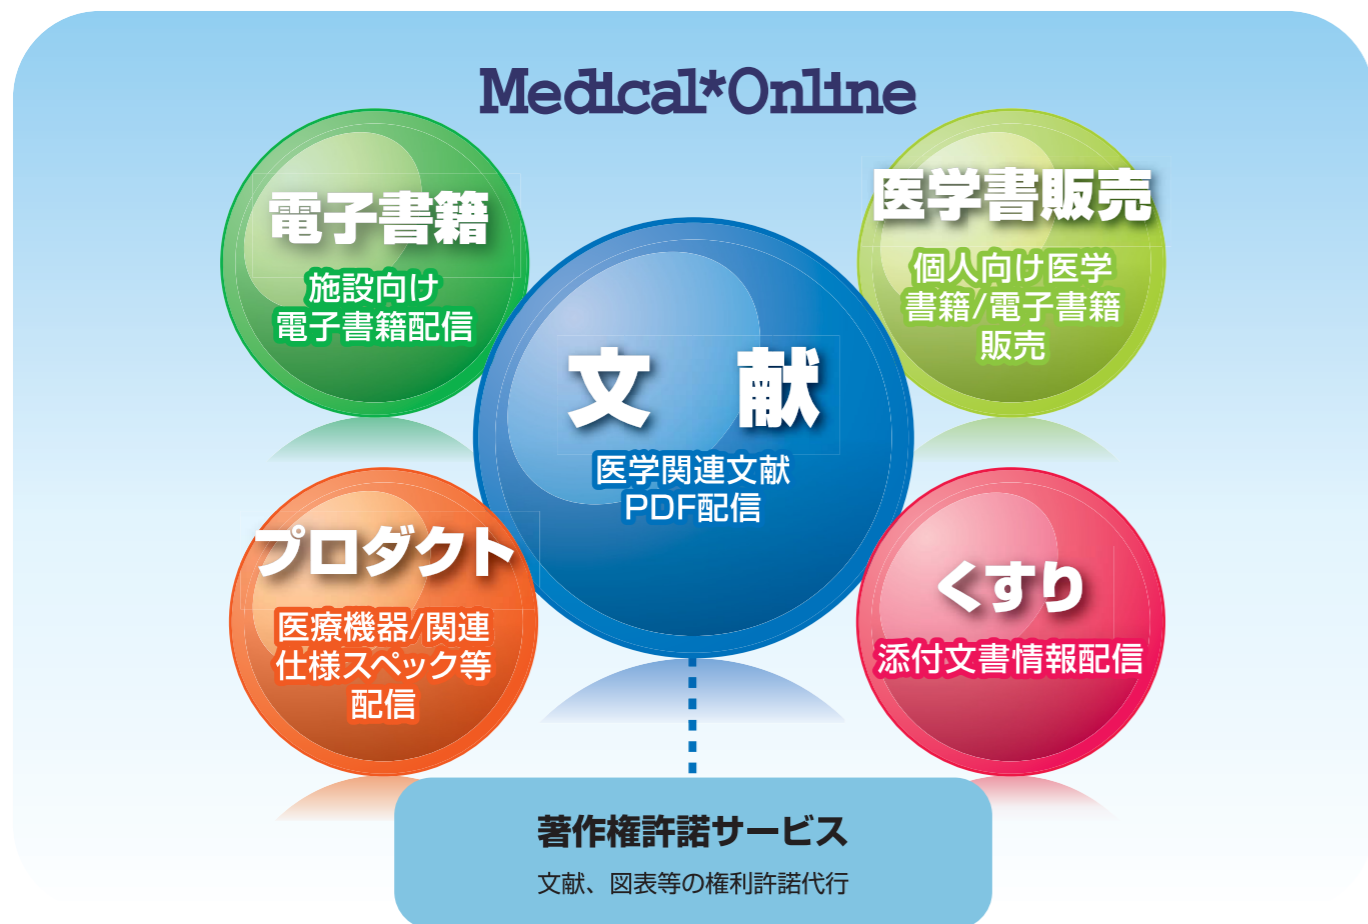 Medical*Online
電子書籍
施設向け
電子書籍配信
医学書販売
個人向け医学
書籍/電子書籍
販売
文　献
医学関連文献
PDF配信
プロダクト
医療機器/関連
仕様スペック等
配信
くすり
添付文書情報配信
著作権許諾サービス
文献、図表等の権利許諾代行